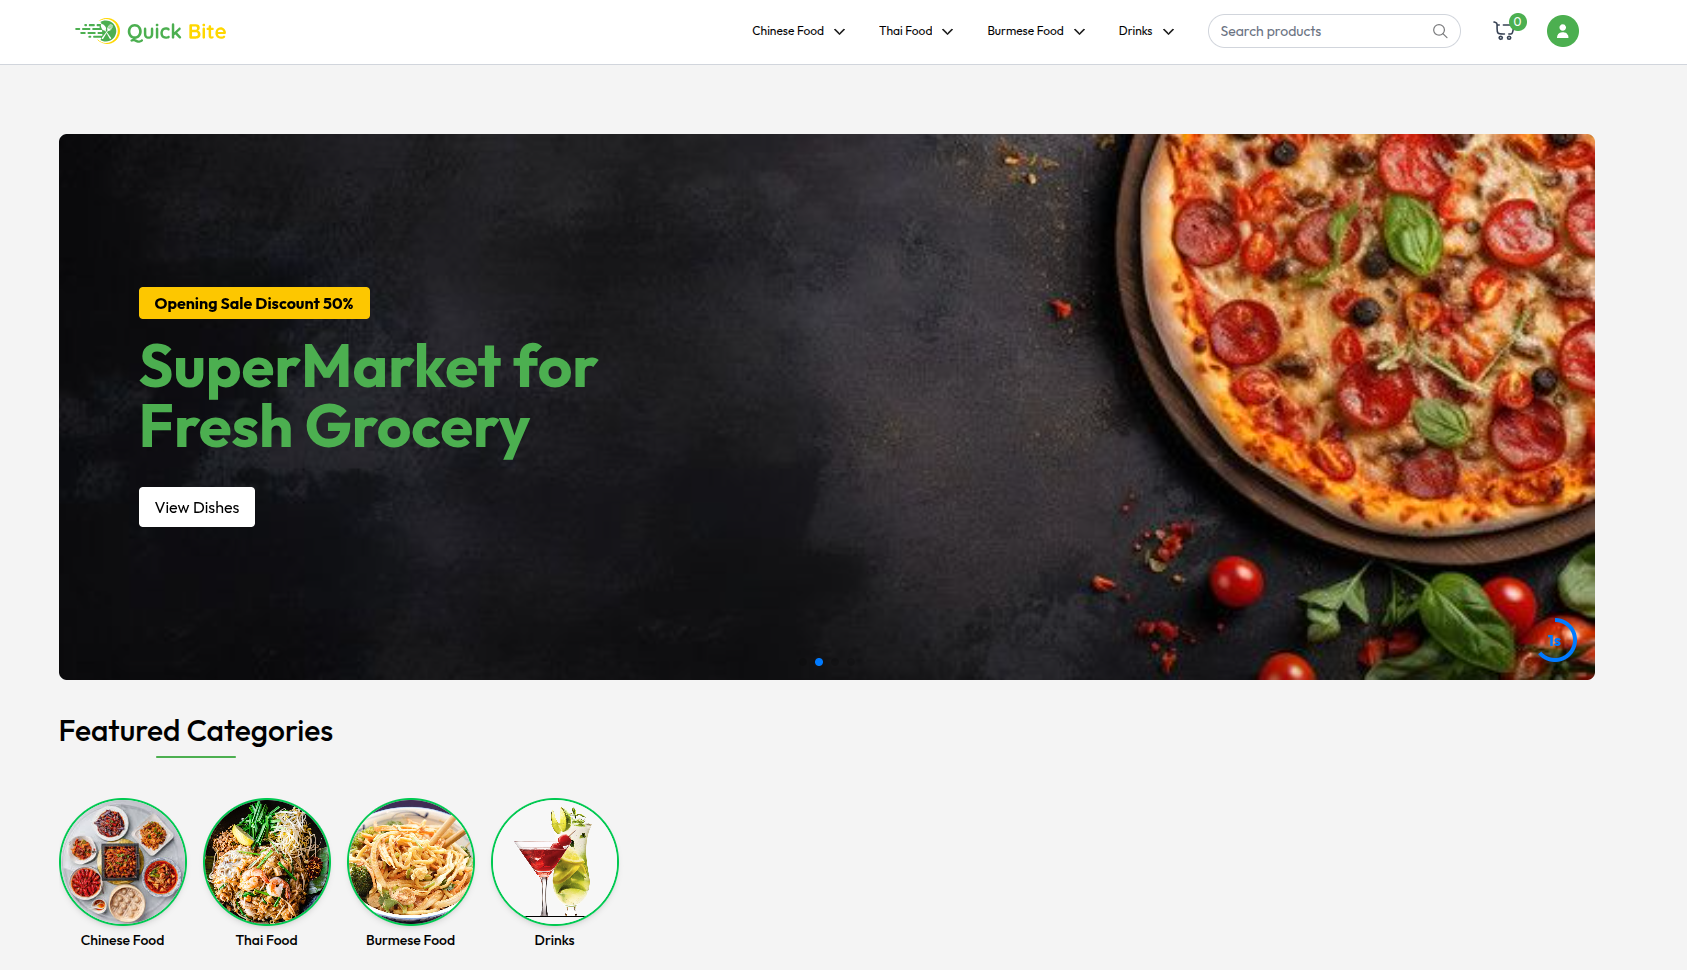 Quick Bite
Chinese Food
Thai Food
Burmese Food
Drinks
Search products
0
Opening Sale Discount 50%
SuperMarket for
Fresh Grocery
View Dishes
Featured Categories
Chinese Food
Thai Food
Burmese Food
Drinks